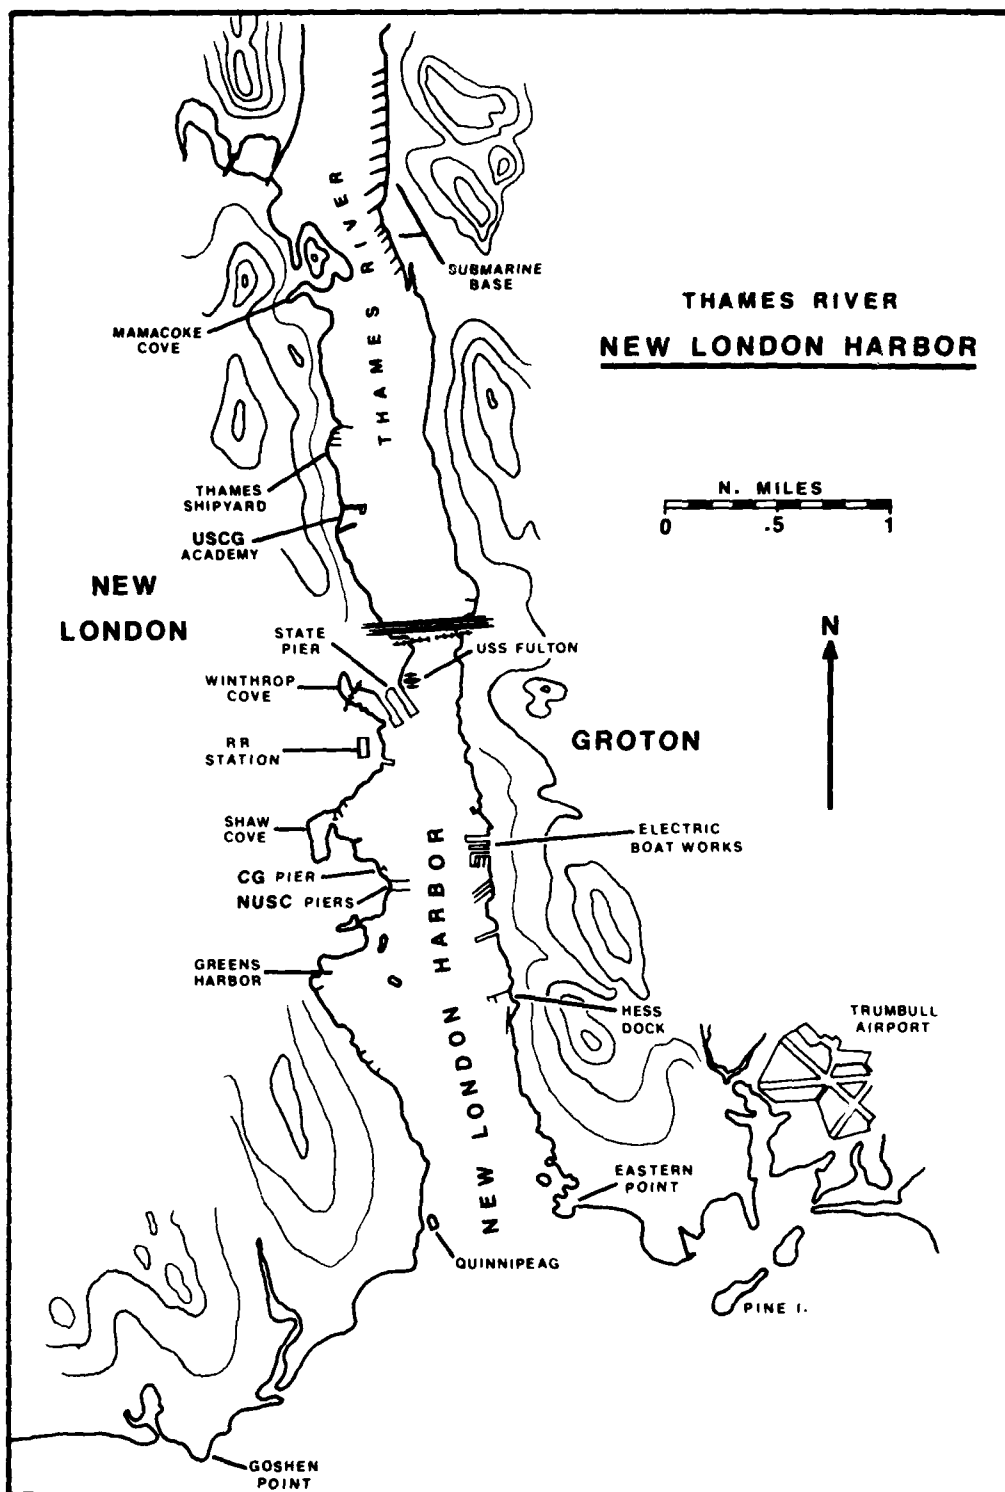 THAMES RIVER
SUBMARINE
BASE
THAMES RIVER
NEW LONDON HARBOR
MAMACOKE
COVE
THAMES
SHIPYARD
N. MILES
0 .5 1
USCG
ACADEMY
NEW
LONDON
STATE
PIER
USS FULTON
N
WINTHROP
COVE
GROTON
RR
STATION
SHAW
COVE
ELECTRIC
BOAT WORKS
CG PIER
NUSC PIERS
NEW LONDON HARBOR
GREENS
HARBOR
HESS
DOCK
TRUMBULL
AIRPORT
EASTERN
POINT
QUINNIPEAG
PINE I.
GOSHEN
POINT